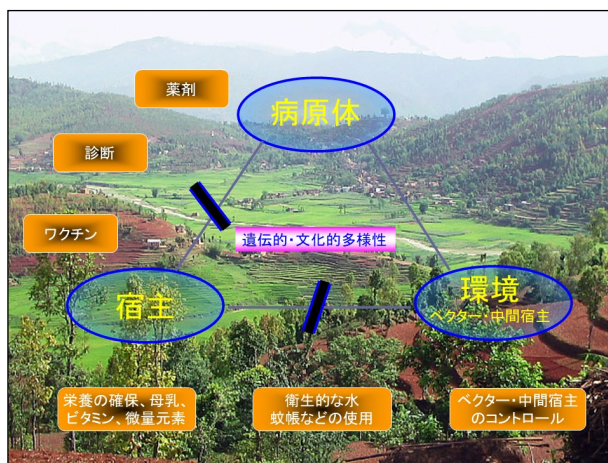 薬剤
病原体
診断
ワクチン
遺伝的・文化的多様性
宿主
環境
ベクター・中間宿主
栄養の確保、母乳、
ビタミン、微量元素
衛生的な水
蚊帳などの使用
ベクター・中間宿主
のコントロール